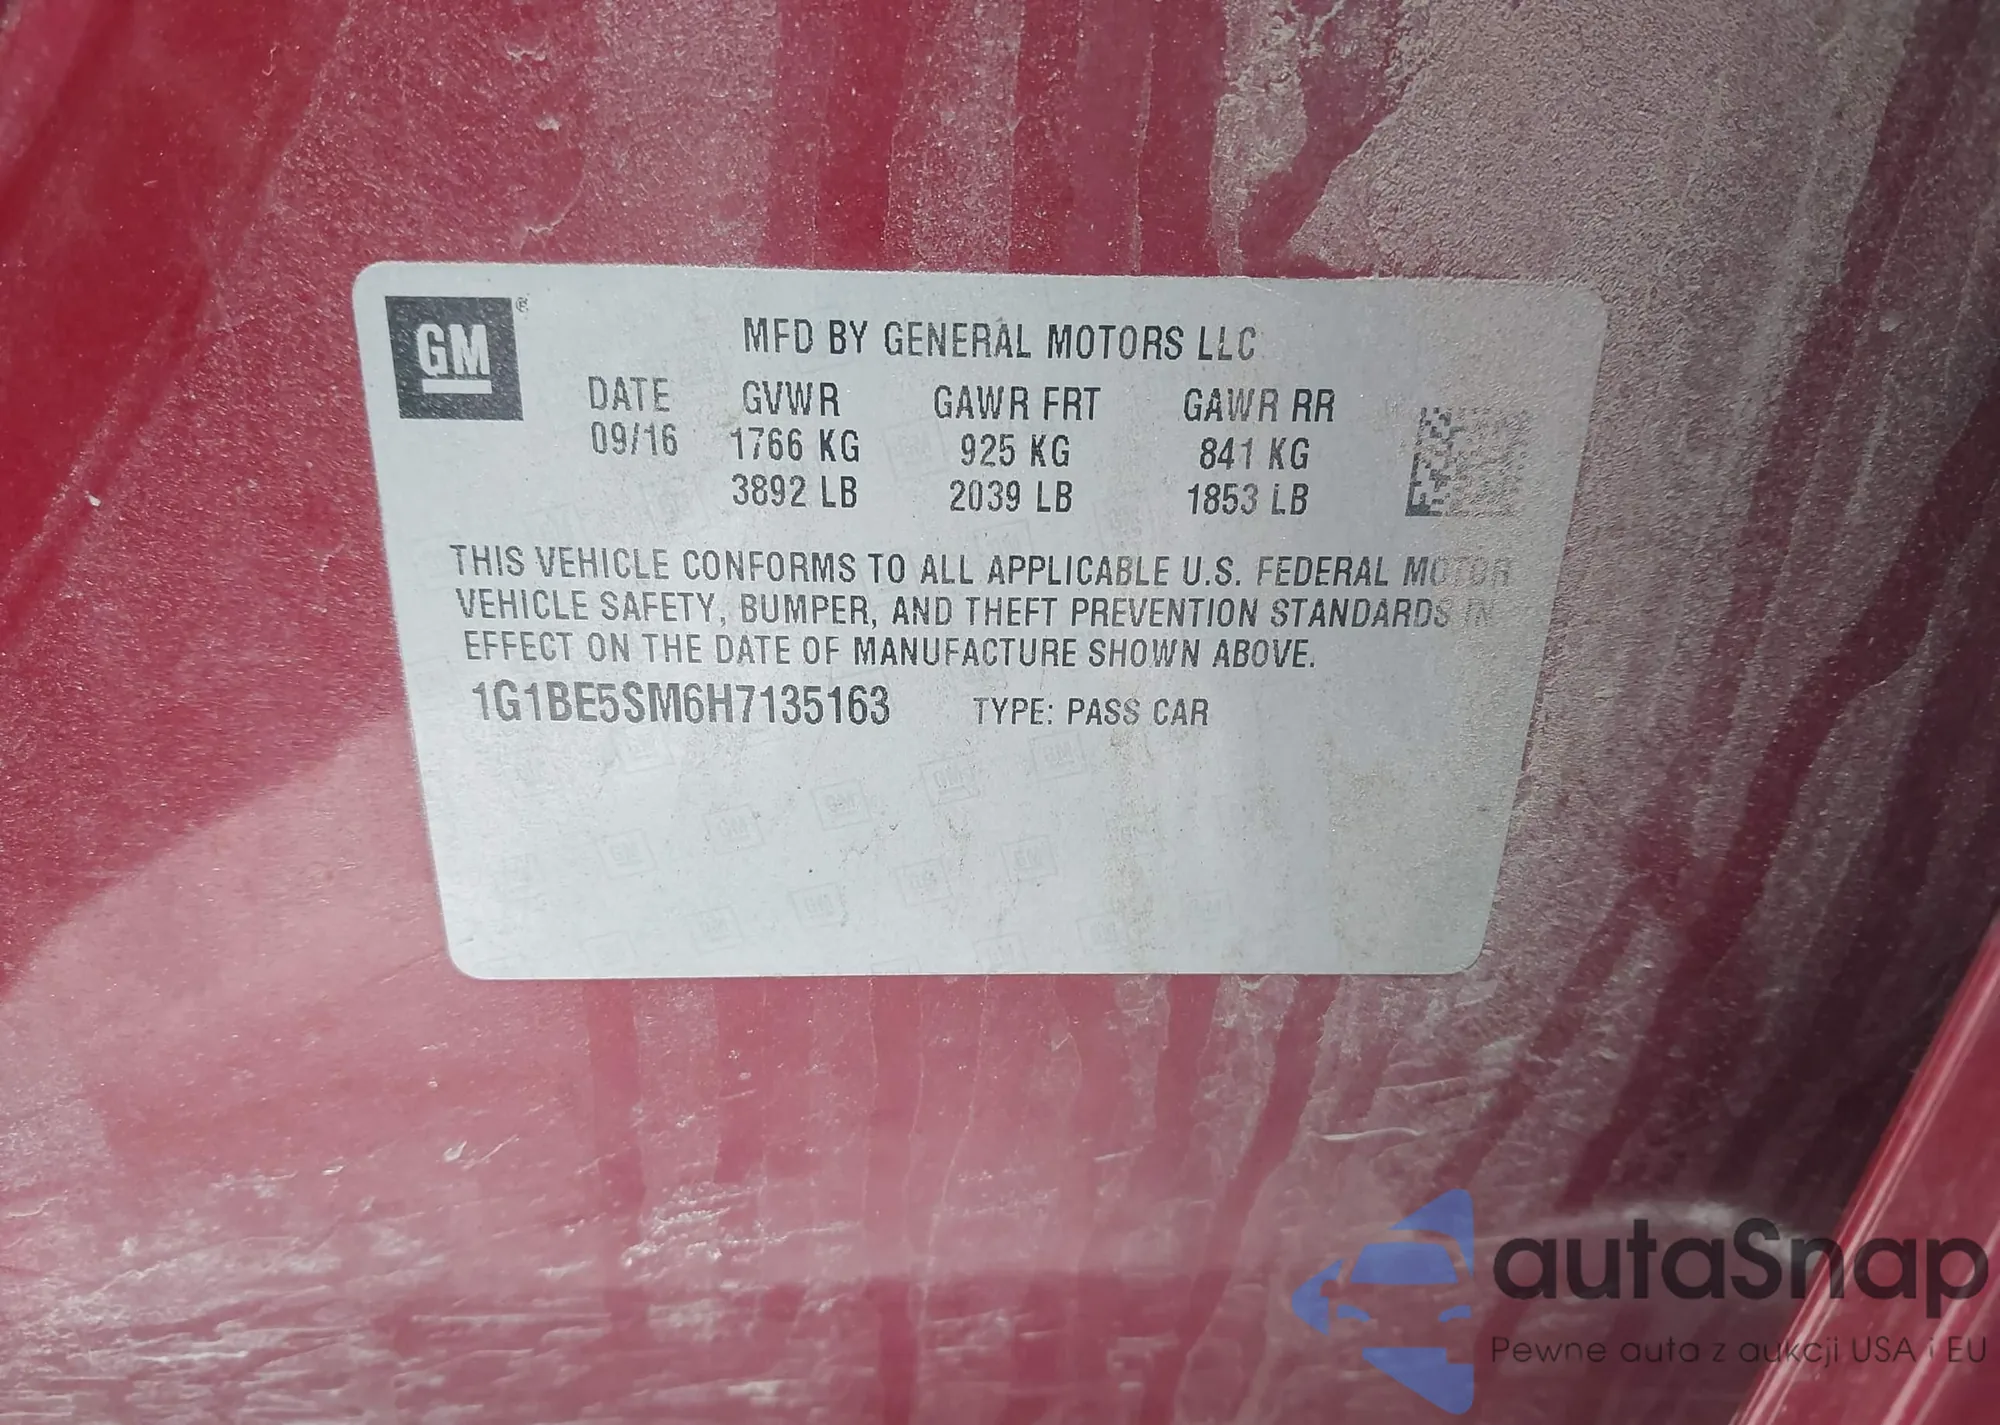 GM®
MFD BY GENERAL MOTORS LLC
DATE GVWR GAWR FRT GAWR RR
09/16 1766 KG 925 KG 841 KG
3892 LB 2039 LB 1853 LB
THIS VEHICLE CONFORMS TO ALL APPLICABLE U.S. FEDERAL MOTOR
VEHICLE SAFETY, BUMPER, AND THEFT PREVENTION STANDARDS IN
EFFECT ON THE DATE OF MANUFACTURE SHOWN ABOVE.
1G1BE5SM6H7135163 TYPE: PASS CAR
autaSnap
Pewne auta z aukcji USA i EU